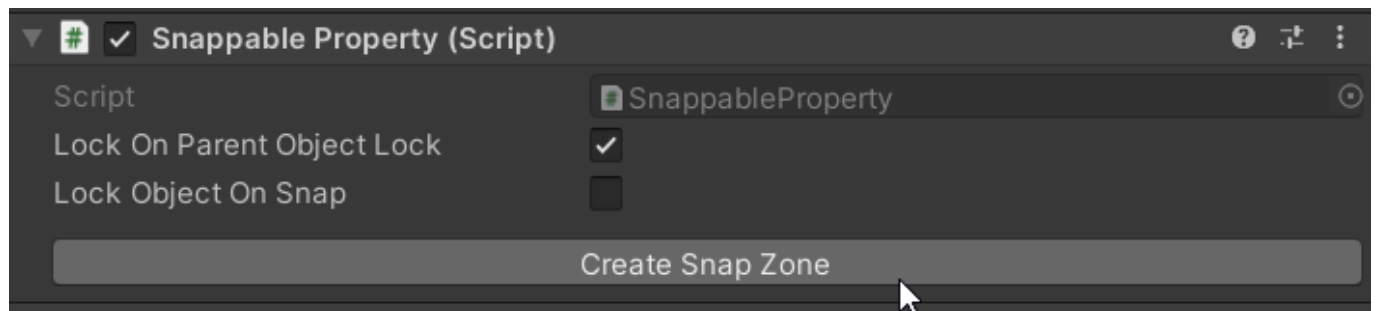 Snappable Property (Script)
Script SnappableProperty
Lock On Parent Object Lock
Lock Object On Snap
Create Snap Zone